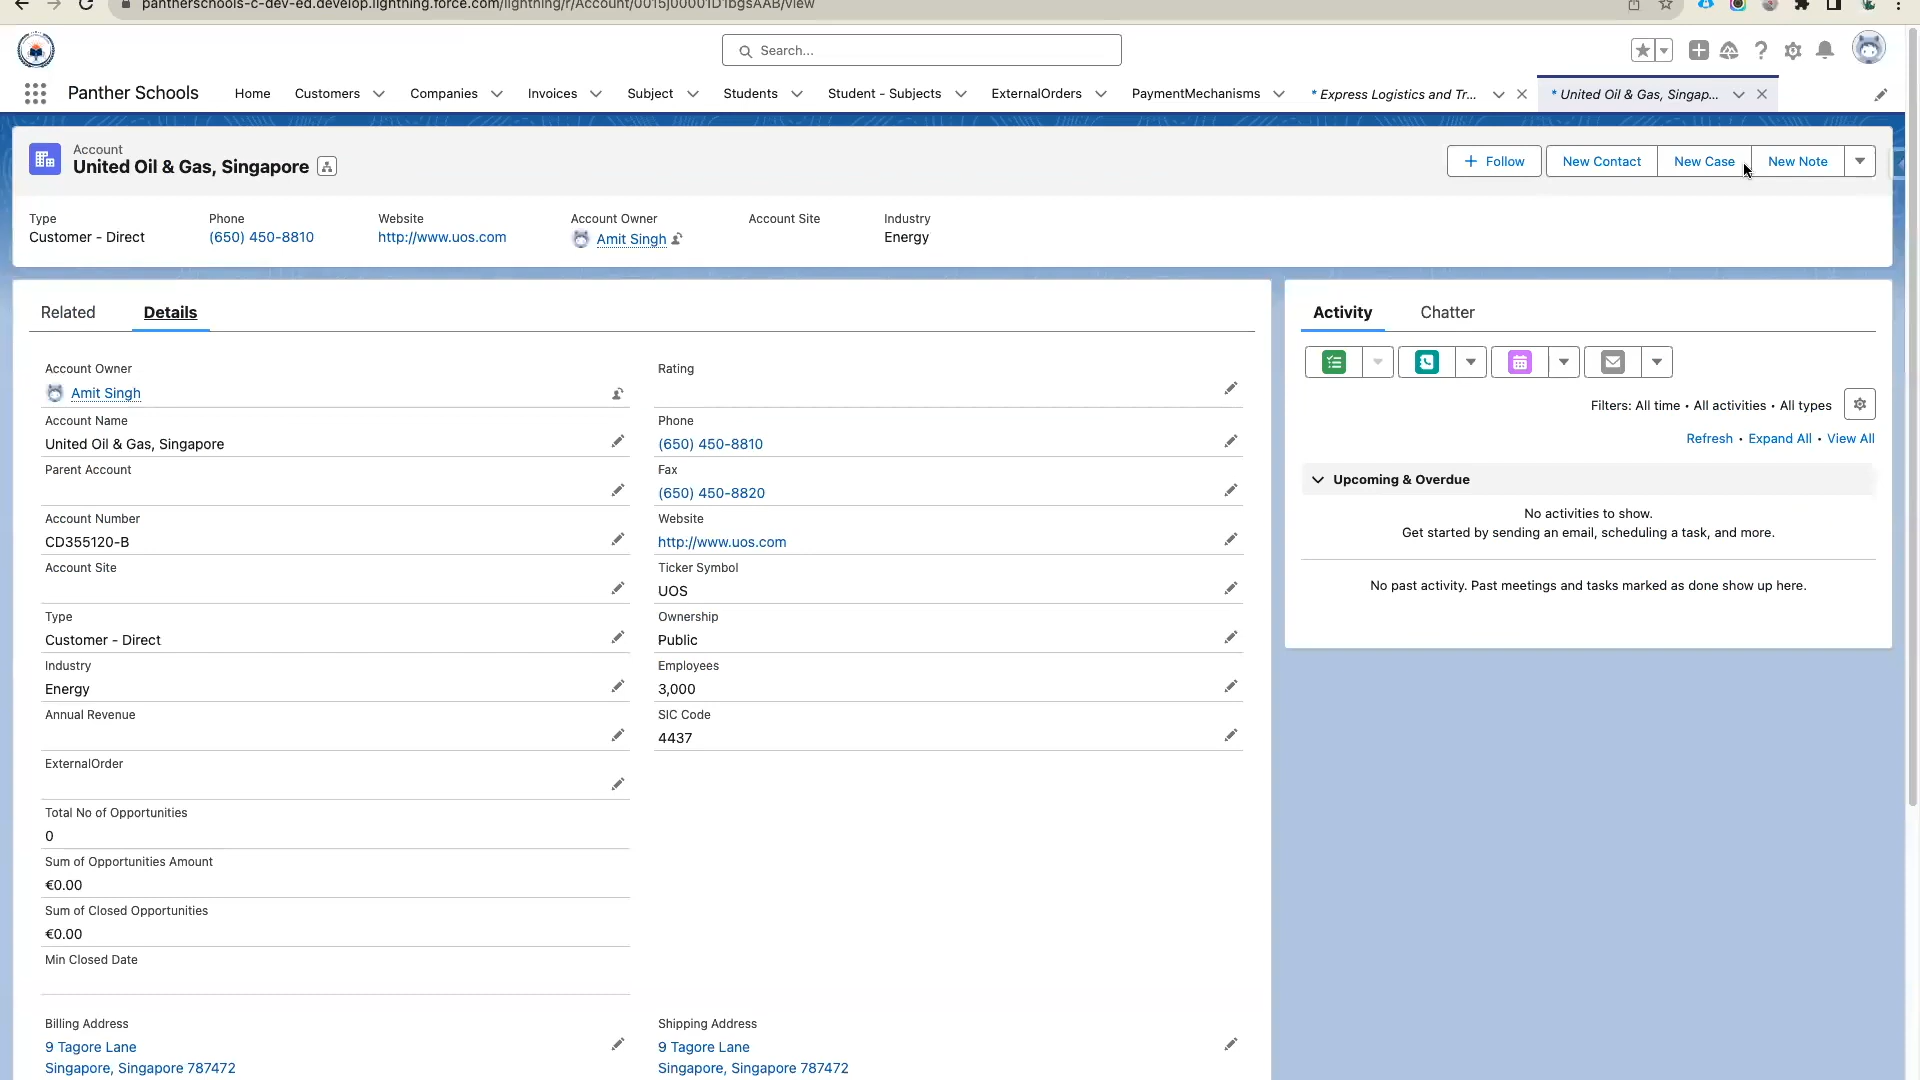 pantherschools-c-dev-ed.develop.lightning.force.com/lightning/r/Account/0015j00001D1bgsAAB/view
Search...
Panther Schools
Home
Customers
Companies
Invoices
Subject
Students
Student - Subjects
ExternalOrders
PaymentMechanisms
* Express Logistics and Tr...
* United Oil & Gas, Singap...
Account
United Oil & Gas, Singapore
+ Follow
New Contact
New Case
New Note
Type
Customer - Direct
Phone
(650) 450-8810
Website
http://www.uos.com
Account Owner
Amit Singh
Account Site
Industry
Energy
Related
Details
Account Owner
Amit Singh
Rating
Account Name
United Oil & Gas, Singapore
Phone
(650) 450-8810
Parent Account
Fax
(650) 450-8820
Account Number
CD355120-B
Website
http://www.uos.com
Account Site
Ticker Symbol
UOS
Type
Customer - Direct
Ownership
Public
Industry
Energy
Employees
3,000
Annual Revenue
SIC Code
4437
ExternalOrder
Total No of Opportunities
0
Sum of Opportunities Amount
€0.00
Sum of Closed Opportunities
€0.00
Min Closed Date
Billing Address
9 Tagore Lane
Singapore, Singapore 787472
Shipping Address
9 Tagore Lane
Singapore, Singapore 787472
Activity
Chatter
Filters: All time • All activities • All types
Refresh • Expand All • View All
Upcoming & Overdue
No activities to show.
Get started by sending an email, scheduling a task, and more.
No past activity. Past meetings and tasks marked as done show up here.